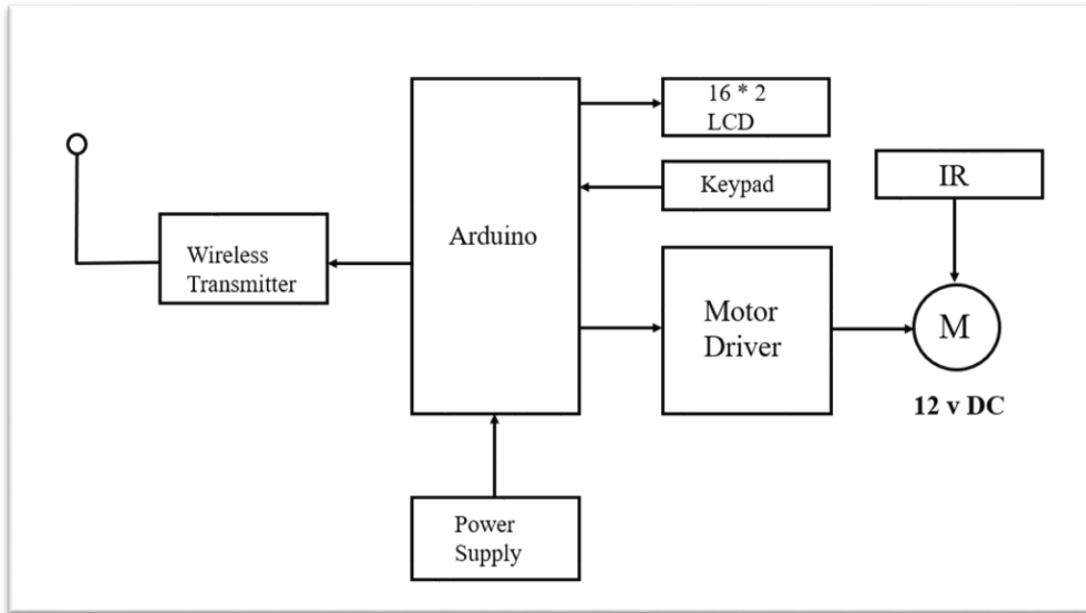 16 * 2
LCD
Keypad
IR
Arduino
Wireless
Transmitter
Motor
Driver
M
12 v DC
Power
Supply